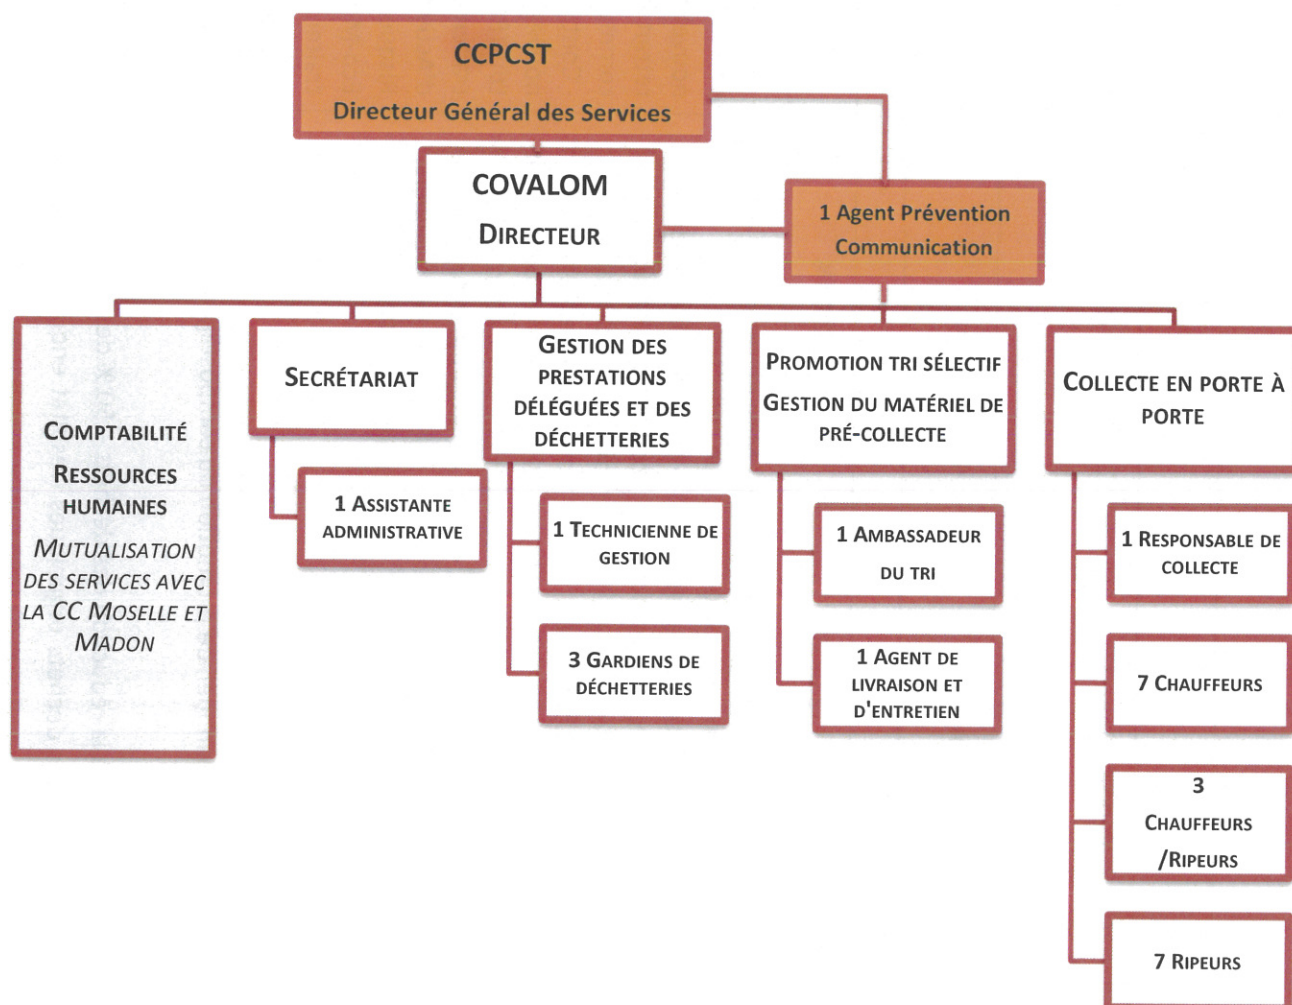 CCPCST
Directeur Général des Services
COVALOM
DIRECTEUR
1 Agent Prévention
Communication
COMPTABILITÉ
RESSOURCES
HUMAINES
MUTUALISATION
DES SERVICES AVEC
LA CC MOSELLE ET
MADON
SECRÉTARIAT
1 ASSISTANTE
ADMINISTRATIVE
GESTION DES
PRESTATIONS
DÉLÉGUÉES ET DES
DÉCHETTERIES
1 TECHNICIENNE DE
GESTION
3 GARDIENS DE
DÉCHETTERIES
PROMOTION TRI SÉLECTIF
GESTION DU MATÉRIEL DE
PRÉ-COLLECTE
1 AMBASSADEUR
DU TRI
1 AGENT DE
LIVRAISON ET
D'ENTRETIEN
COLLECTE EN PORTE À
PORTE
1 RESPONSABLE DE
COLLECTE
7 CHAUFFEURS
3
CHAUFFEURS
/RIPEURS
7 RIPEURS